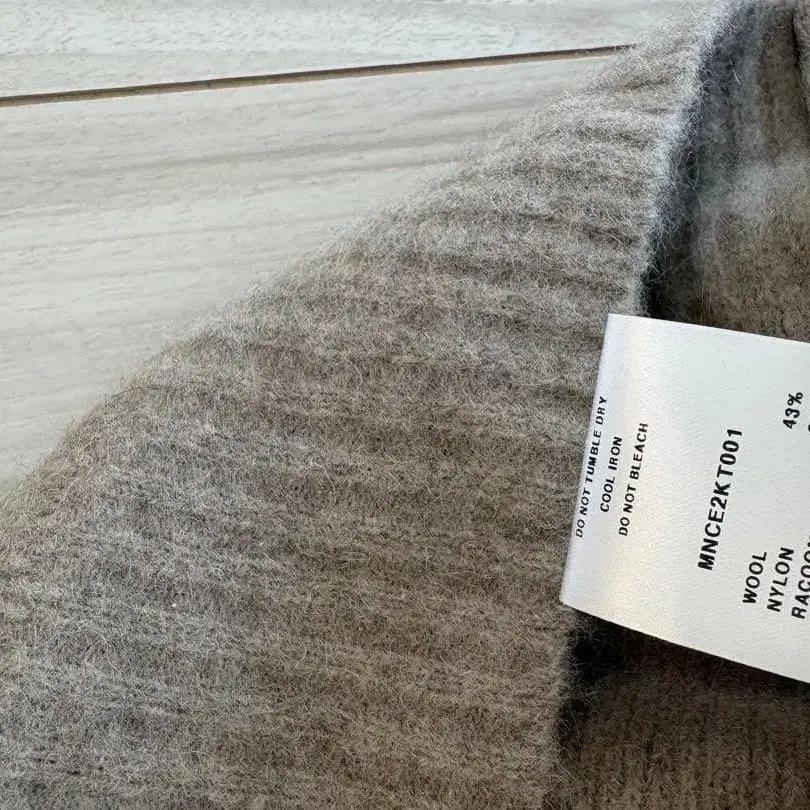 DO NOT TUMBLE DRY
COOL IRON
DO NOT BLEACH
MNCE2KT001
WOOL 43%
NYLON